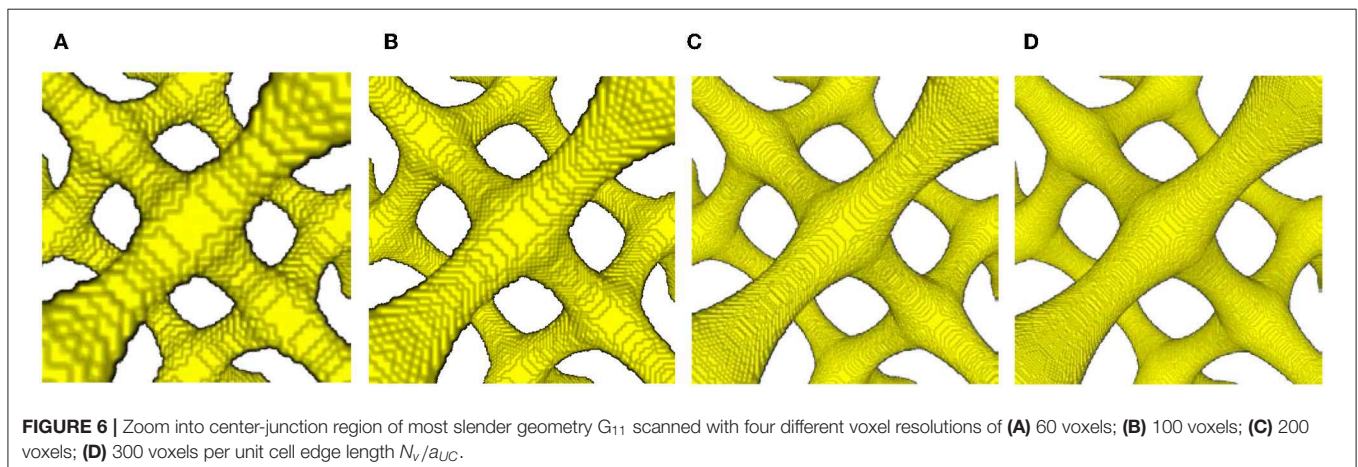 A B C D
FIGURE 6 | Zoom into center-junction region of most slender geometry G₁₁ scanned with four different voxel resolutions of (A) 60 voxels; (B) 100 voxels; (C) 200
voxels; (D) 300 voxels per unit cell edge length Nᵥ/a_UC.